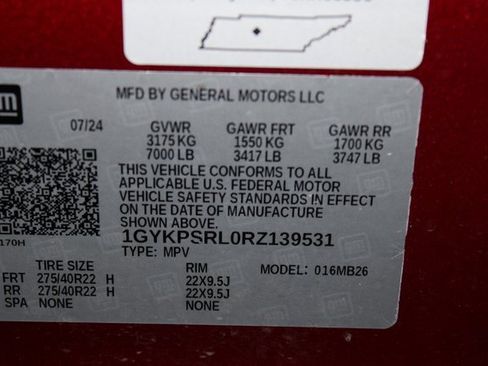 gm
MFD BY GENERAL MOTORS LLC
07/24 GVWR GAWR FRT GAWR RR
3175 KG 1550 KG 1700 KG
7000 LB 3417 LB 3747 LB
THIS VEHICLE CONFORMS TO ALL
APPLICABLE U.S. FEDERAL MOTOR
VEHICLE SAFETY STANDARDS IN EFFECT
ON THE DATE OF MANUFACTURE
SHOWN ABOVE.
170H 1GYKPSRL0RZ139531
TYPE: MPV
TIRE SIZE RIM MODEL: 016MB26
FRT 275/40R22 H 22X9.5J
RR 275/40R22 H 22X9.5J
SPA NONE NONE